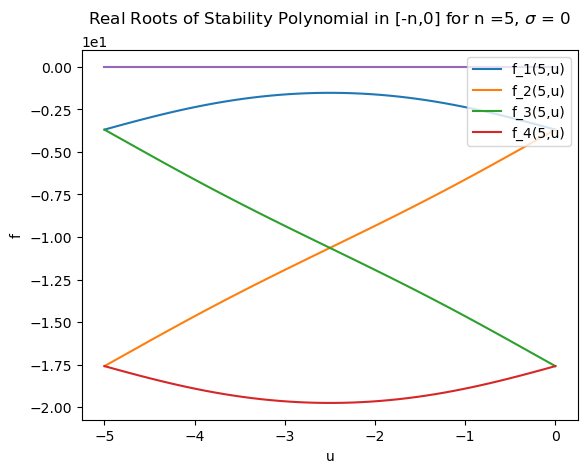 Real Roots of Stability Polynomial in [-n,0] for n =5, σ = 0
1e1
0.00
−0.25
−0.50
−0.75
−1.00
−1.25
−1.50
−1.75
−2.00
f
f_1(5,u)
f_2(5,u)
f_3(5,u)
f_4(5,u)
−5
−4
−3
−2
−1
0
u